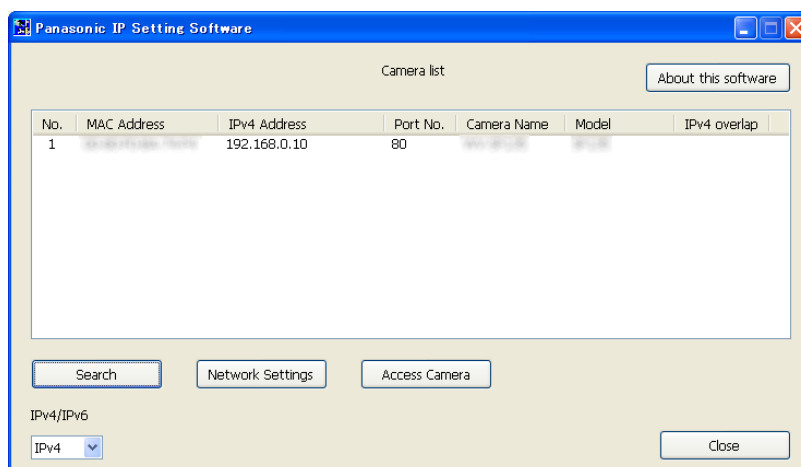 Panasonic IP Setting Software
Camera list
About this software
No. MAC Address IPv4 Address Port No. Camera Name Model IPv4 overlap
1 192.168.0.10 80
Search Network Settings Access Camera
IPv4/IPv6
IPv4
Close